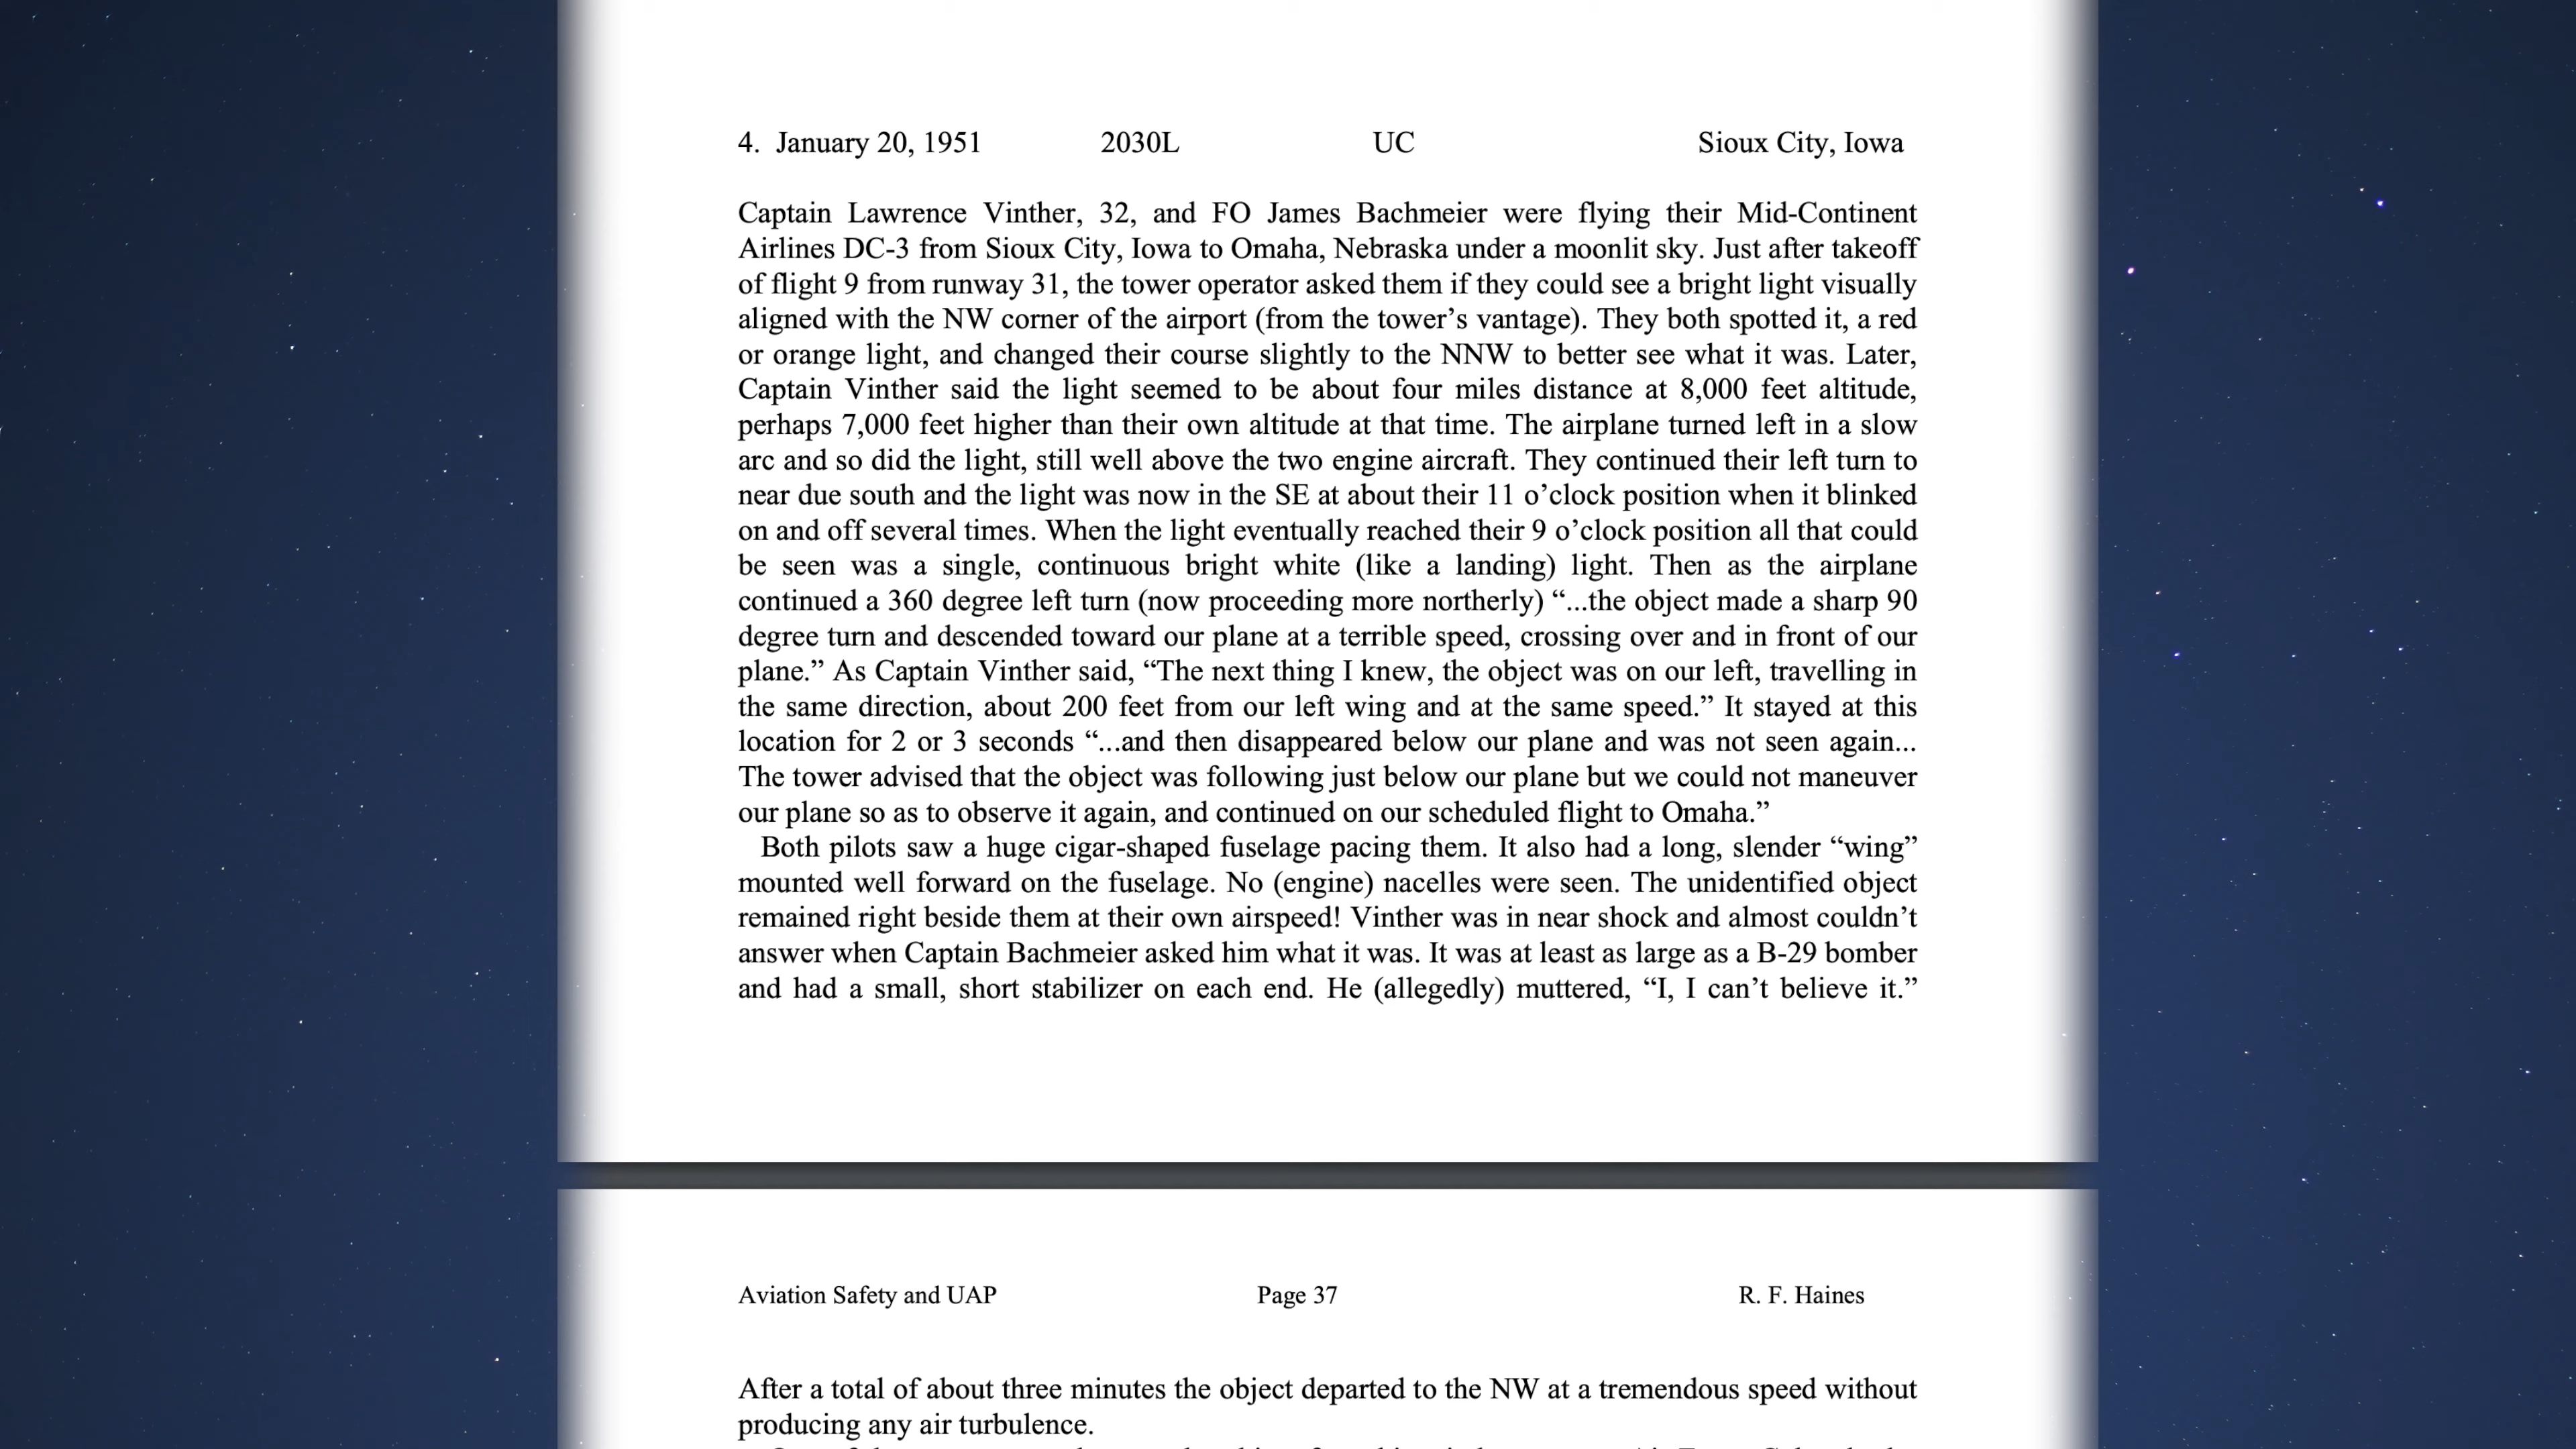 4. January 20, 1951 2030L UC Sioux City, Iowa
Captain Lawrence Vinther, 32, and FO James Bachmeier were flying their Mid-Continent
Airlines DC-3 from Sioux City, Iowa to Omaha, Nebraska under a moonlit sky. Just after takeoff
of flight 9 from runway 31, the tower operator asked them if they could see a bright light visually
aligned with the NW corner of the airport (from the tower’s vantage). They both spotted it, a red
or orange light, and changed their course slightly to the NNW to better see what it was. Later,
Captain Vinther said the light seemed to be about four miles distance at 8,000 feet altitude,
perhaps 7,000 feet higher than their own altitude at that time. The airplane turned left in a slow
arc and so did the light, still well above the two engine aircraft. They continued their left turn to
near due south and the light was now in the SE at about their 11 o’clock position when it blinked
on and off several times. When the light eventually reached their 9 o’clock position all that could
be seen was a single, continuous bright white (like a landing) light. Then as the airplane
continued a 360 degree left turn (now proceeding more northerly) “...the object made a sharp 90
degree turn and descended toward our plane at a terrible speed, crossing over and in front of our
plane.” As Captain Vinther said, “The next thing I knew, the object was on our left, travelling in
the same direction, about 200 feet from our left wing and at the same speed.” It stayed at this
location for 2 or 3 seconds “...and then disappeared below our plane and was not seen again...
The tower advised that the object was following just below our plane but we could not maneuver
our plane so as to observe it again, and continued on our scheduled flight to Omaha.”
Both pilots saw a huge cigar-shaped fuselage pacing them. It also had a long, slender “wing”
mounted well forward on the fuselage. No (engine) nacelles were seen. The unidentified object
remained right beside them at their own airspeed! Vinther was in near shock and almost couldn’t
answer when Captain Bachmeier asked him what it was. It was at least as large as a B-29 bomber
and had a small, short stabilizer on each end. He (allegedly) muttered, “I, I can’t believe it.”
Aviation Safety and UAP Page 37 R. F. Haines
After a total of about three minutes the object departed to the NW at a tremendous speed without
producing any air turbulence.